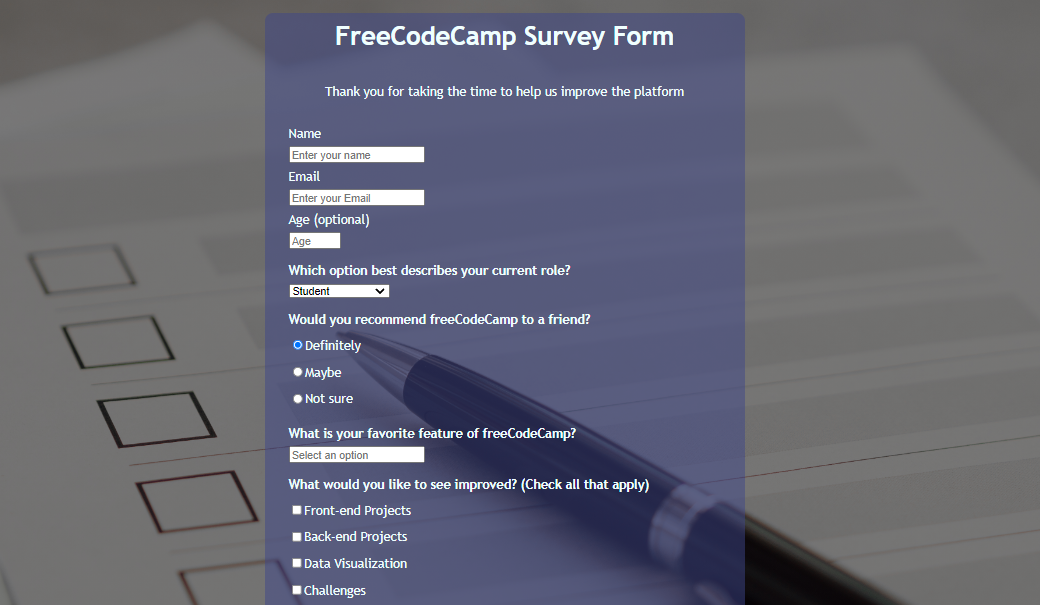 FreeCodeCamp Survey Form
Thank you for taking the time to help us improve the platform
Name
Enter your name
Email
Enter your Email
Age (optional)
Age
Which option best describes your current role?
Student
Would you recommend freeCodeCamp to a friend?
Definitely
Maybe
Not sure
What is your favorite feature of freeCodeCamp?
Select an option
What would you like to see improved? (Check all that apply)
Front-end Projects
Back-end Projects
Data Visualization
Challenges